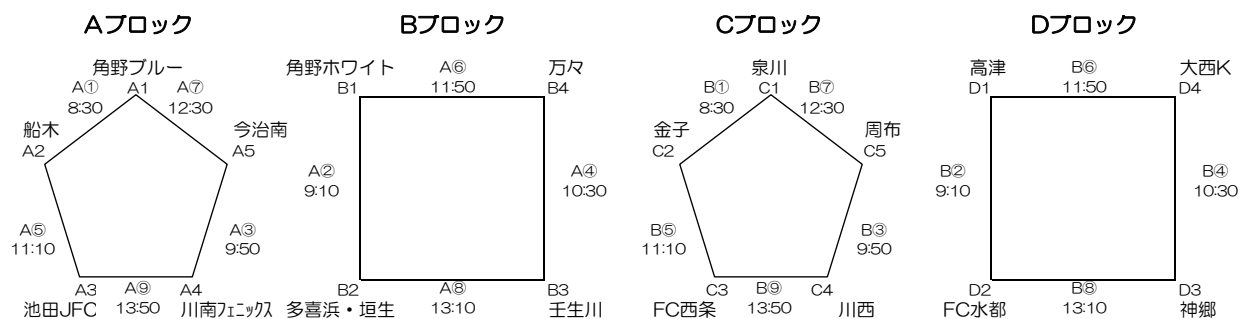 Aブロック Bブロック Cブロック Dブロック
角野ブルー 角野ホワイト A⑥ 万々 泉川 高津 B⑥ 大西K
A① A1 A⑦ B1 11:50 B4 B① C1 B⑦ D1 11:50 D4
8:30 12:30 8:30 12:30
船木 今治南 金子 周布
A2 A5 C2 C5
A② A④ B② B④
9:10 10:30 9:10 10:30
A⑤ A③ B⑤ B③
11:10 9:50 11:10 9:50
A3 A⑨ A4 B2 A⑧ B3 C3 B⑨ C4 D2 B⑧ D3
池田JFC 13:50 川南フェニックス 多喜浜・垣生 13:10 壬生川 FC西条 13:50 川西 FC水都 13:10 神郷